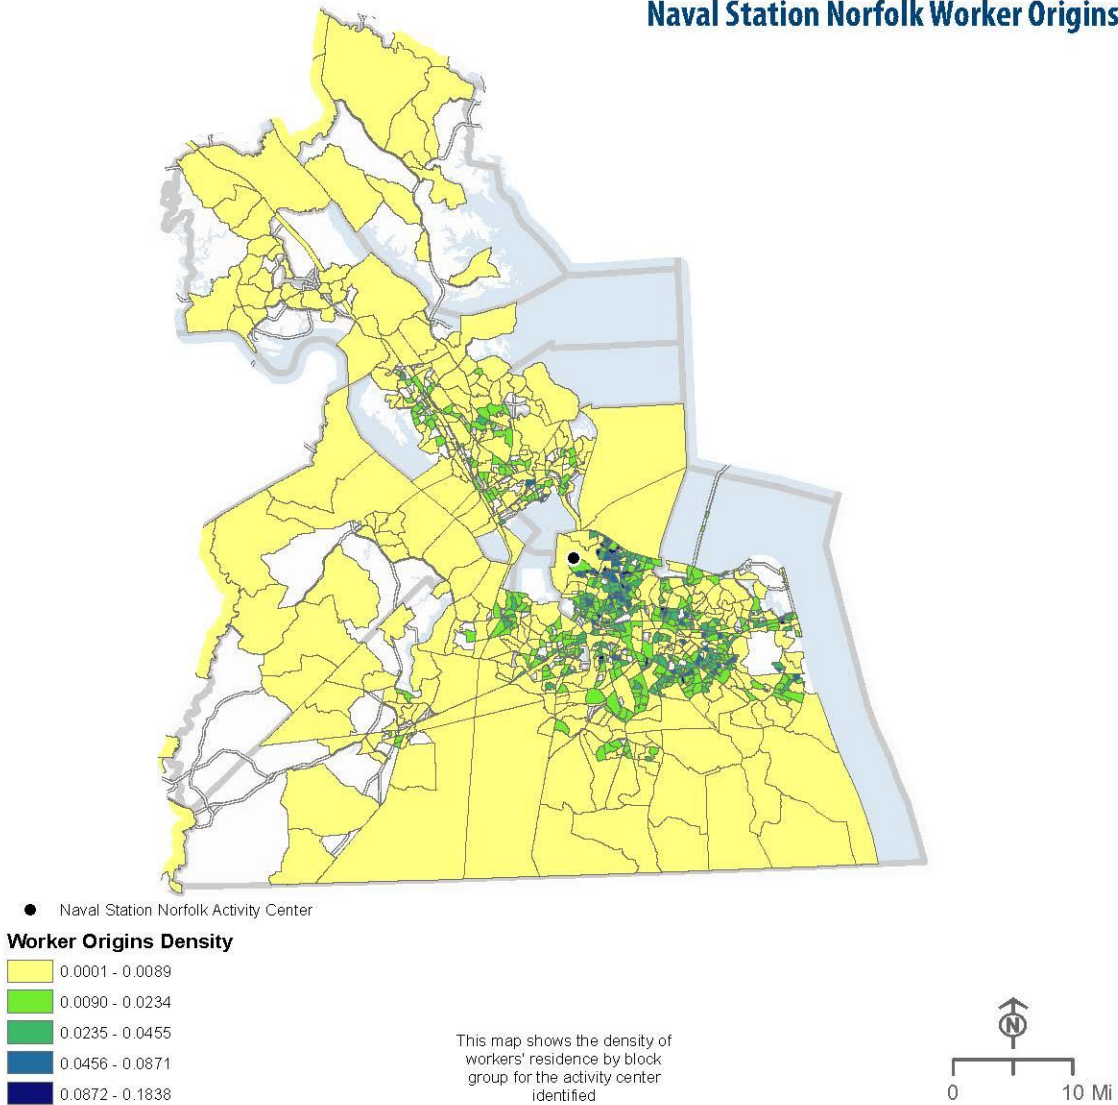 Naval Station Norfolk Worker Origins
Naval Station Norfolk Activity Center
Worker Origins Density
0.0001 - 0.0089
0.0090 - 0.0234
0.0235 - 0.0455
0.0456 - 0.0871
0.0872 - 0.1838
This map shows the density of
workers' residence by block
group for the activity center
identified
N
0 10 Mi